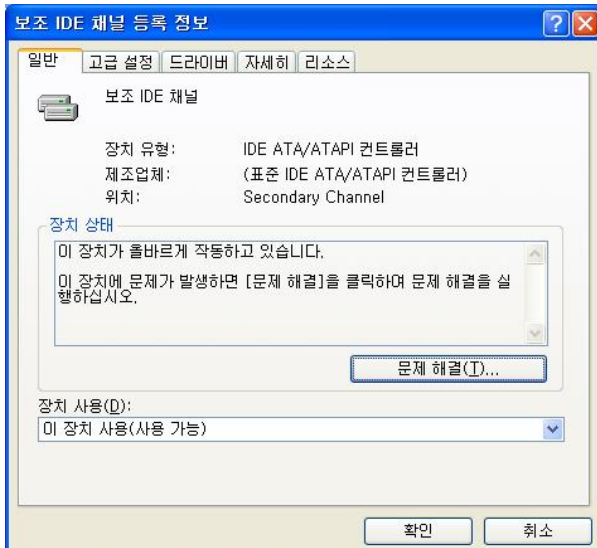 보조 IDE 채널 등록 정보
일반 고급 설정 드라이버 자세히 리소스
보조 IDE 채널
장치 유형: IDE ATA/ATAPI 컨트롤러
제조업체: (표준 IDE ATA/ATAPI 컨트롤러)
위치: Secondary Channel
장치 상태
이 장치가 올바르게 작동하고 있습니다.
이 장치에 문제가 발생하면 [문제 해결]을 클릭하여 문제 해결을 실
행하십시오.
문제 해결(T)...
장치 사용(D):
이 장치 사용(사용 가능)
확인 취소